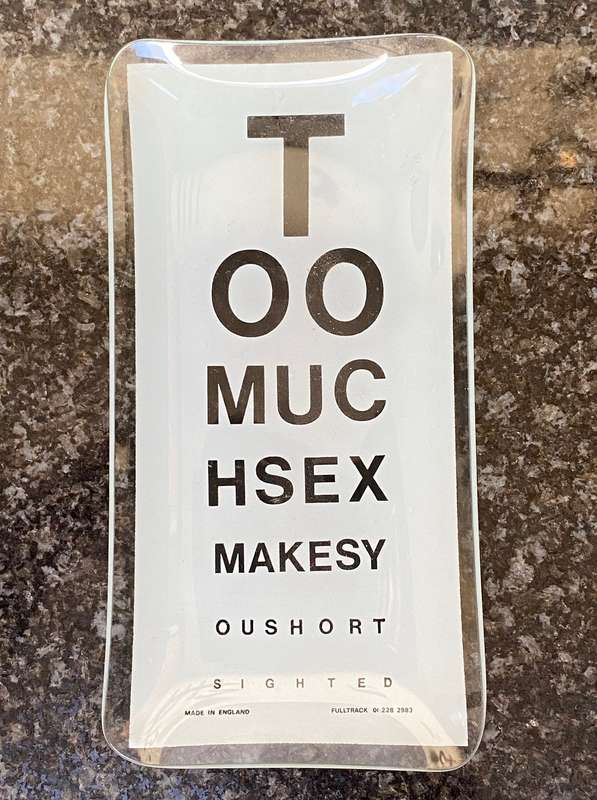 T
OO
MUC
HSEX
MAKESY
OUSHORT
SIGHTED
MADE IN ENGLAND FULLTRACK 01 228 2983